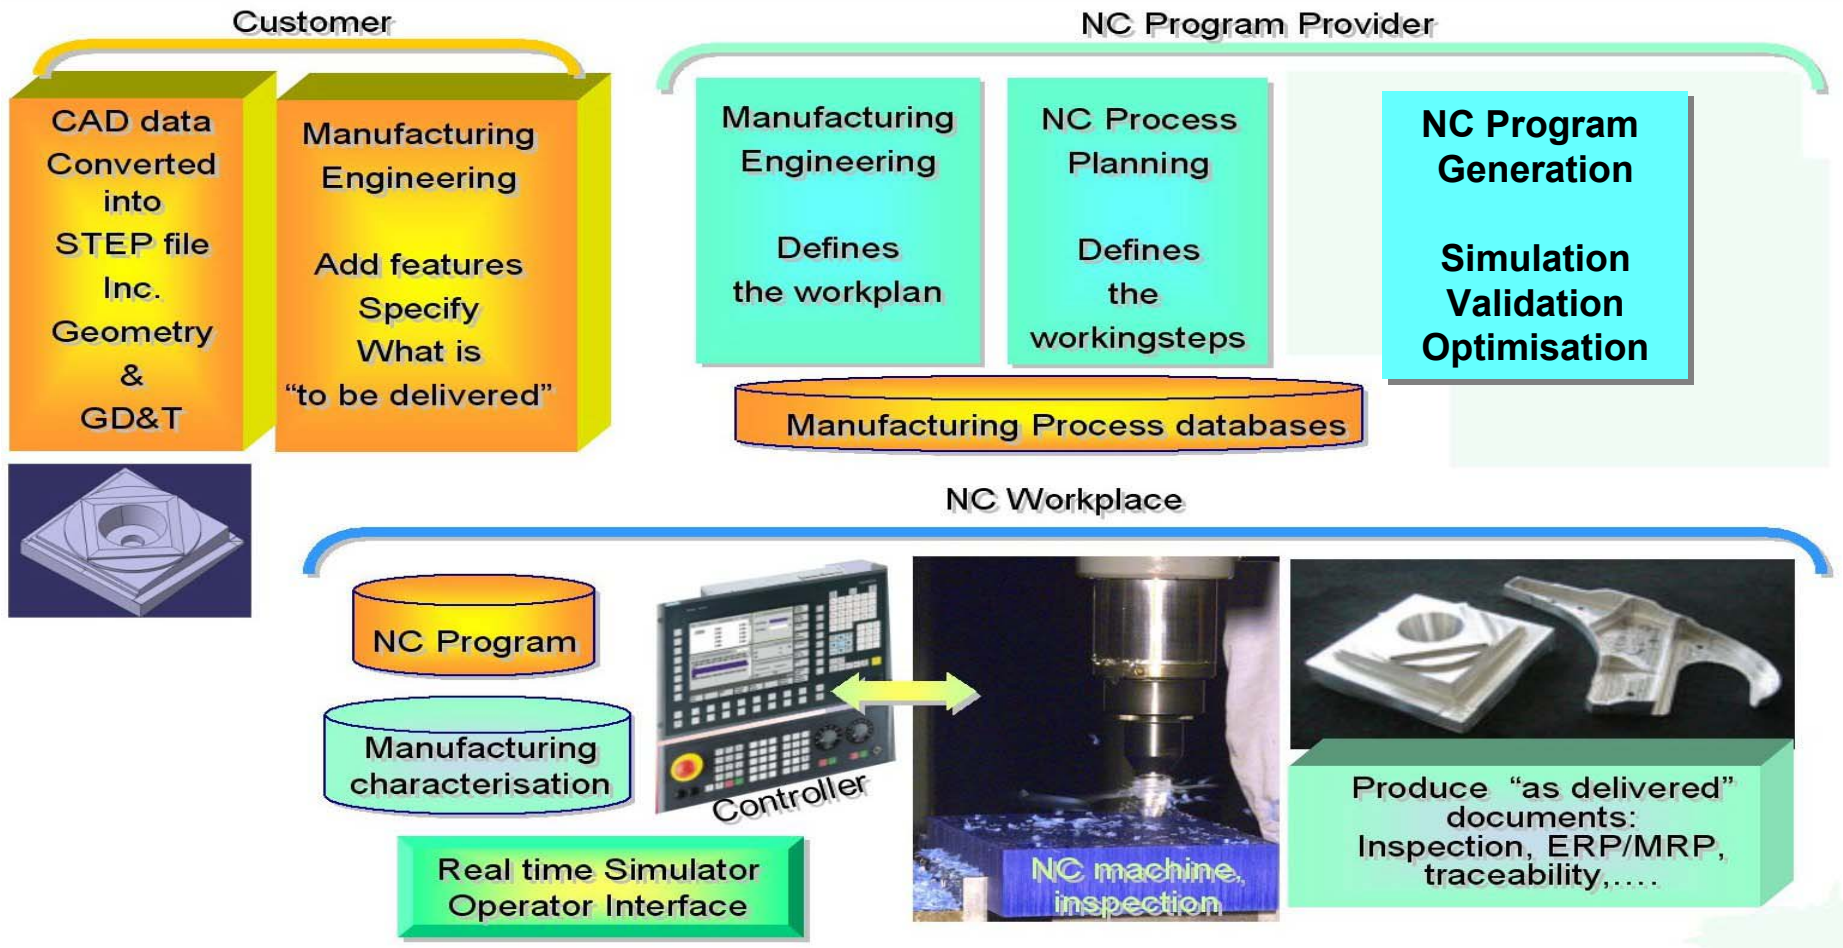 Customer
CAD data
Converted
into
STEP file
Inc.
Geometry
&
GD&T
Manufacturing
Engineering
Add features
Specify
What is
“to be delivered”
NC Program Provider
Manufacturing
Engineering
Defines
the workplan
NC Process
Planning
Defines
the
workingsteps
NC Program
Generation
Simulation
Validation
Optimisation
Manufacturing Process databases
NC Workplace
NC Program
Manufacturing
characterisation
Controller
Real time Simulator
Operator Interface
NC machine,
inspection
Produce “as delivered”
documents:
Inspection, ERP/MRP,
traceability,....